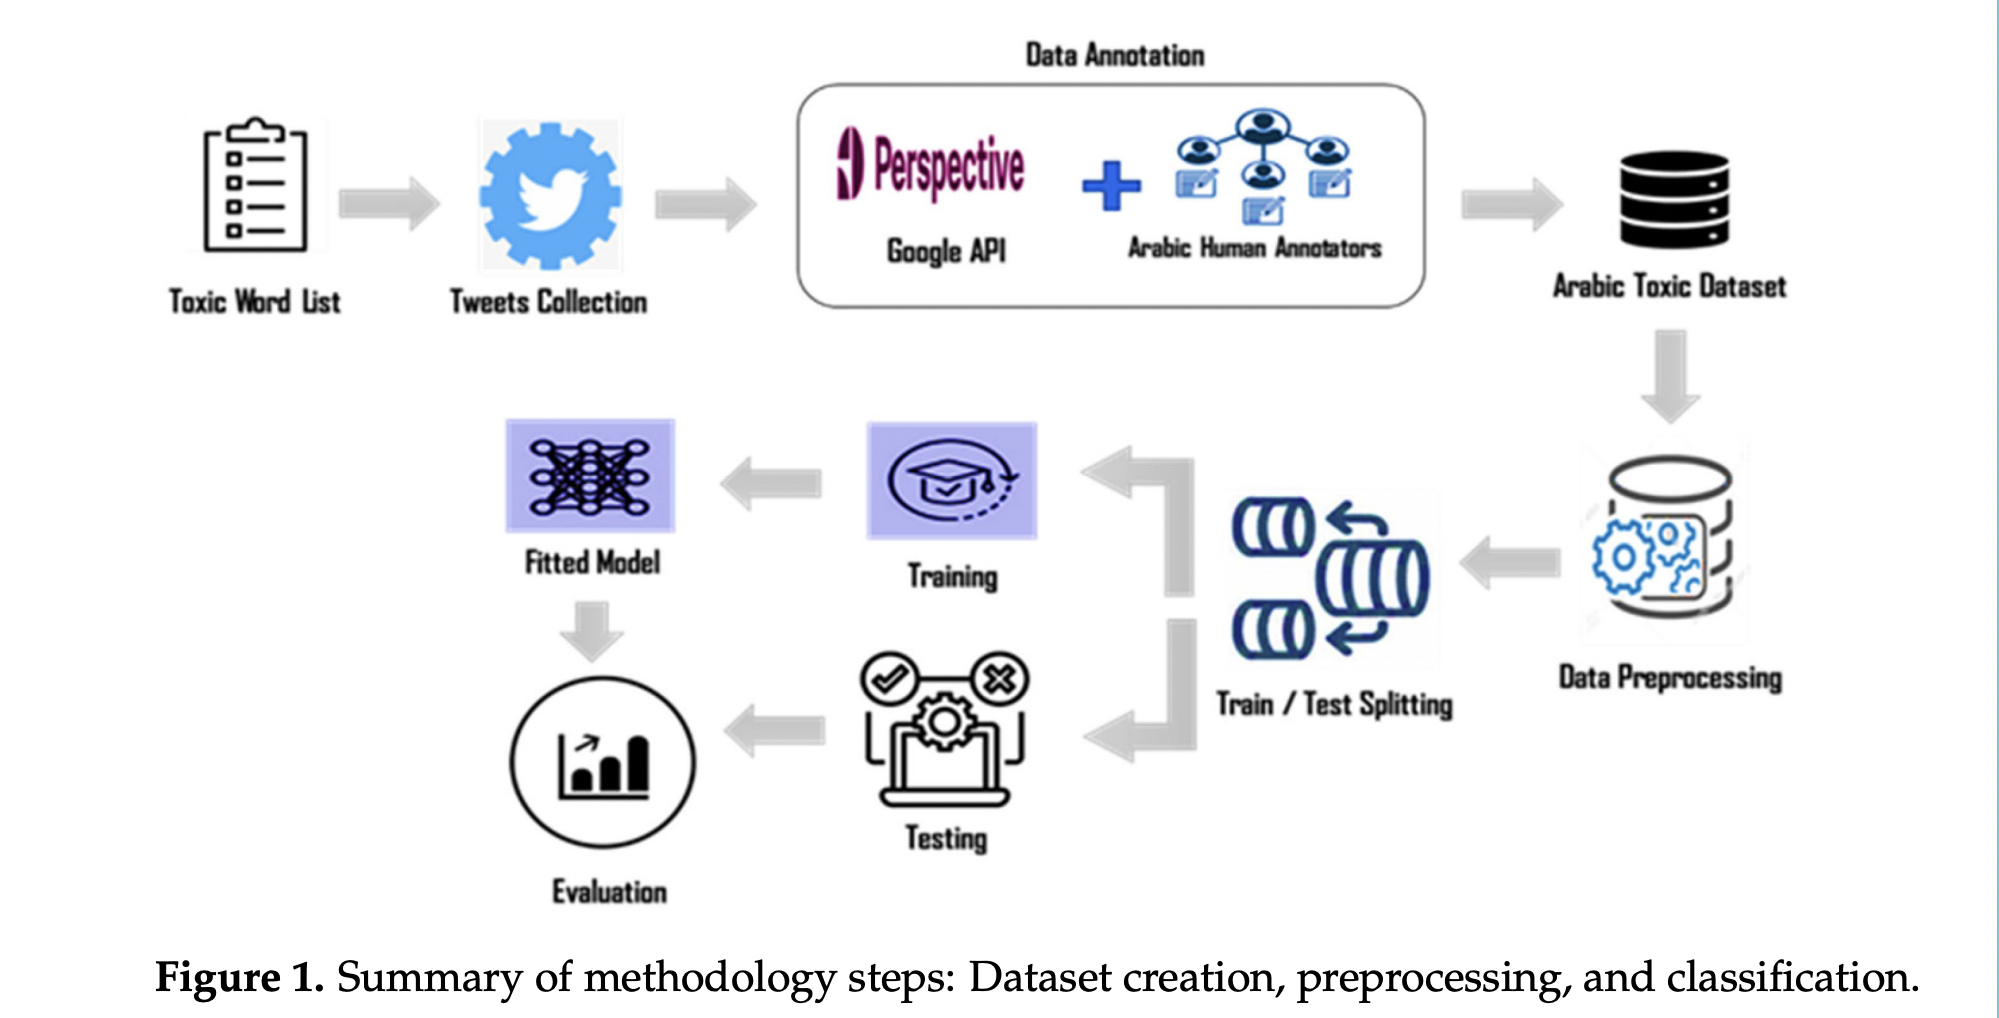 Data Annotation
Perspective
Google API
Arabic Human Annotators
Toxic Word List
Tweets Collection
Arabic Toxic Dataset
Fitted Model
Training
Train / Test Splitting
Data Preprocessing
Testing
Evaluation
Figure 1. Summary of methodology steps: Dataset creation, preprocessing, and classification.